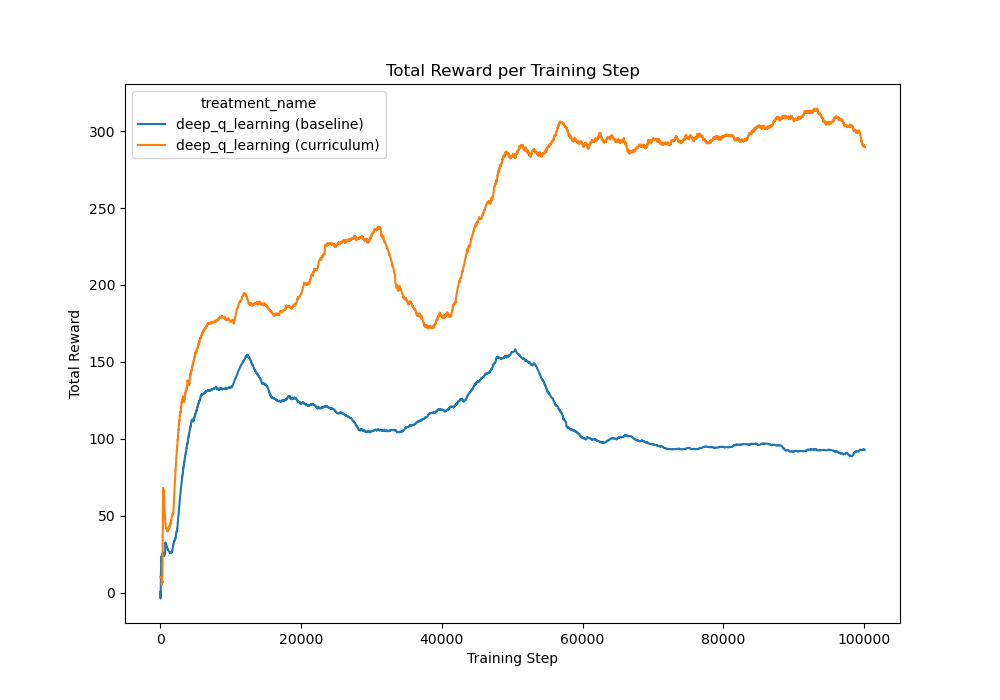 Total Reward per Training Step
treatment_name
deep_q_learning (baseline)
deep_q_learning (curriculum)
Total Reward
300
250
200
150
100
50
0
0 20000 40000 60000 80000 100000
Training Step